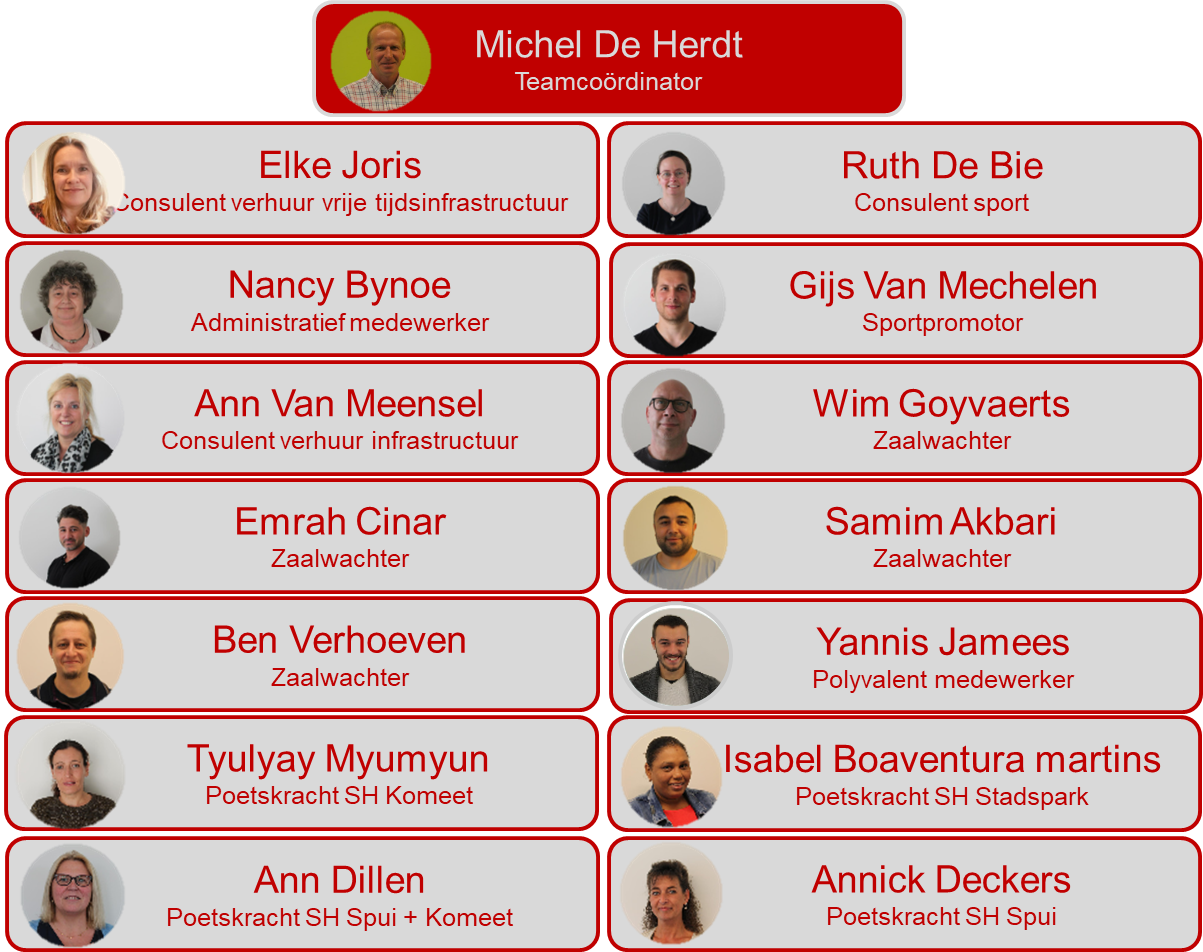 Michel De Herdt
Teamcoördinator
Elke Joris
Consulent verhuur vrije tijdsinfrastructuur
Ruth De Bie
Consulent sport
Nancy Bynoe
Administratief medewerker
Gijs Van Mechelen
Sportpromotor
Ann Van Meensel
Consulent verhuur infrastructuur
Wim Goyvaerts
Zaalwachter
Emrah Cinar
Zaalwachter
Samim Akbari
Zaalwachter
Ben Verhoeven
Zaalwachter
Yannis Jamees
Polyvalent medewerker
Tyulyay Myumyun
Poetskracht SH Komeet
Isabel Boaventura martins
Poetskracht SH Stadspark
Ann Dillen
Poetskracht SH Spui + Komeet
Annick Deckers
Poetskracht SH Spui